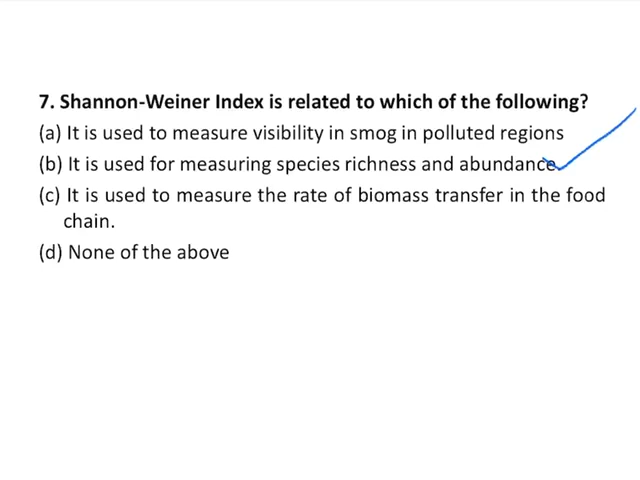 7. Shannon-Weiner Index is related to which of the following?
(a) It is used to measure visibility in smog in polluted regions
(b) It is used for measuring species richness and abundance
(c) It is used to measure the rate of biomass transfer in the food
chain.
(d) None of the above